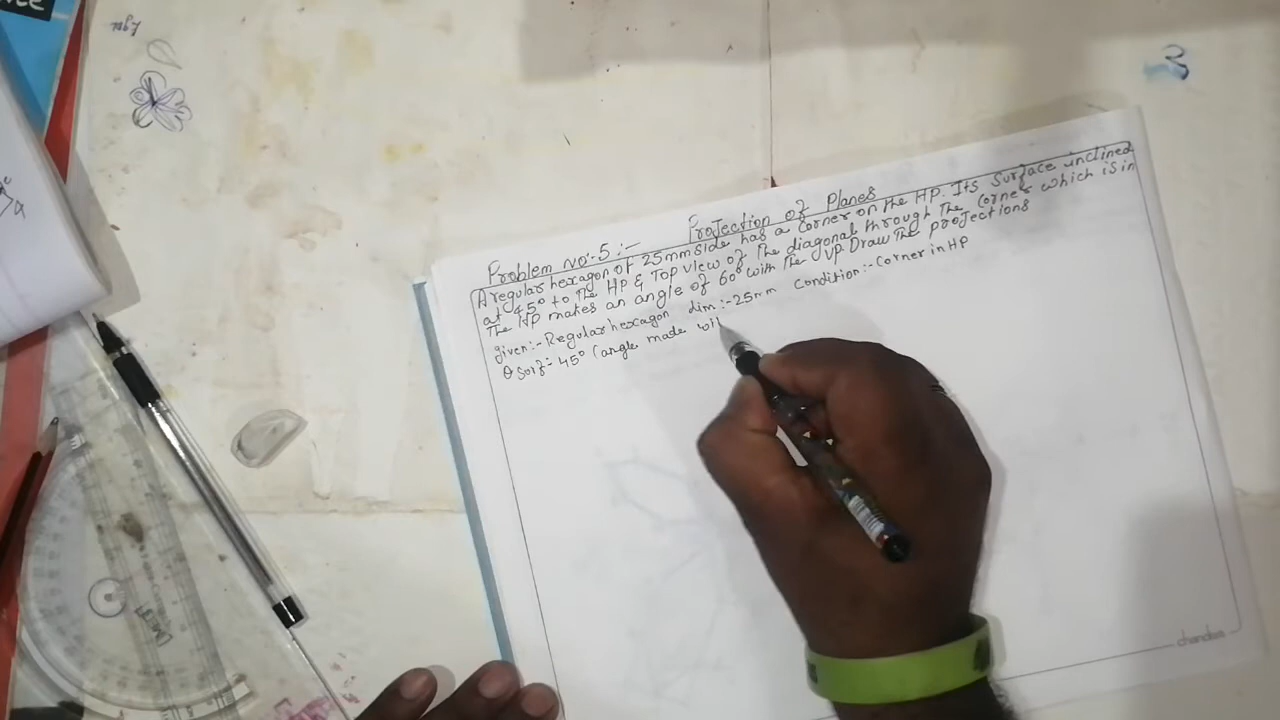 Projection of Planes
Problem no:-5:-
A regular hexagon of 25mm side has a corner on the HP. Its surface inclined
at 45° to the HP & Top view of the diagonal through the corner which is in
The HP makes an angle of 60° with the VP Draw The projections
given:- Regular hexagon dim:-25mm Condition:- Corner in HP
θ surf:- 45° (angle made wit
chandas